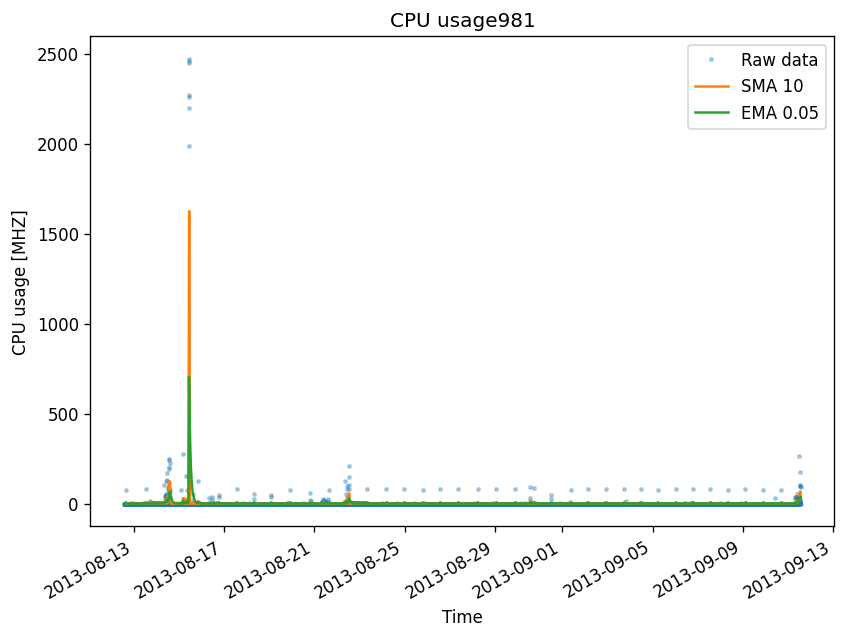 CPU usage981
Raw data
SMA 10
EMA 0.05
CPU usage [MHZ]
2500
2000
1500
1000
500
0
2013-08-13
2013-08-17
2013-08-21
2013-08-25
2013-08-29
2013-09-01
2013-09-05
2013-09-09
2013-09-13
Time